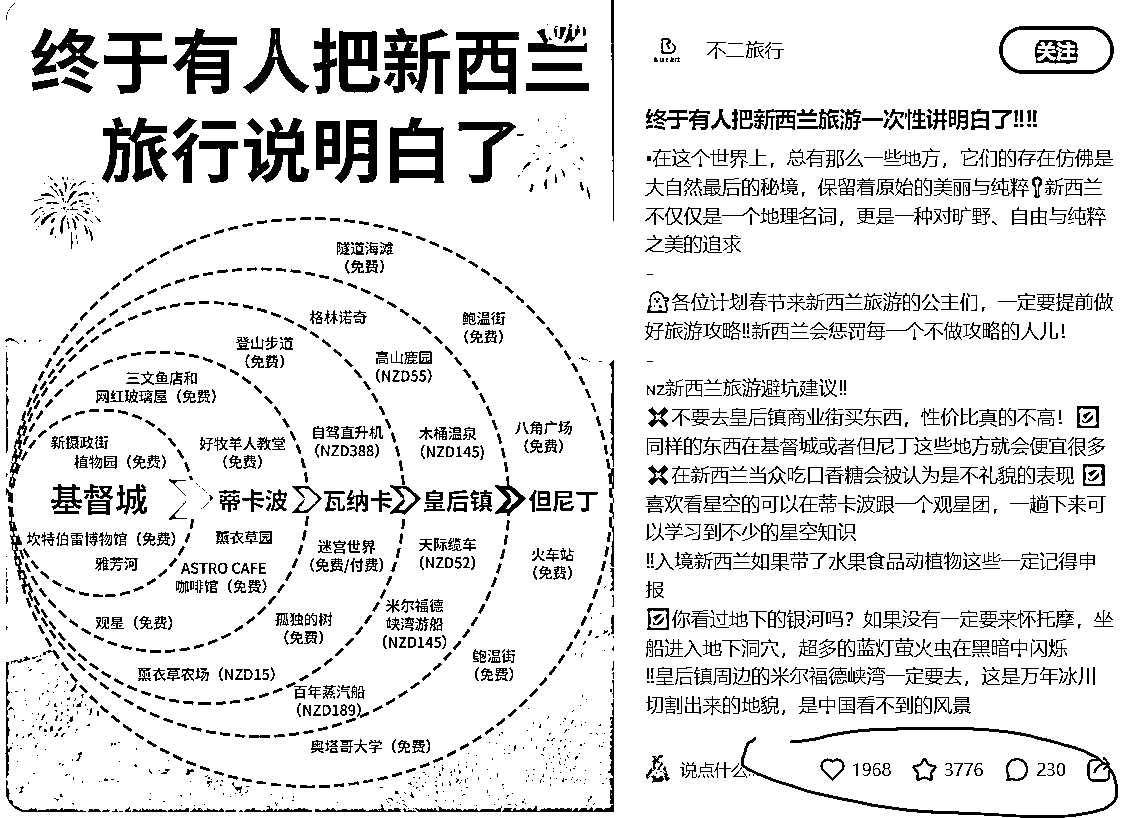 终于有人把新西兰
旅行说明白了
隧道海滩
（免费）
格林诺奇
鲍温街
（免费）
登山步道
（免费）
高山鹿园
（NZD55）
三文鱼店和
网红玻璃屋（免费）
新摄政街
植物园（免费）
好牧羊人教堂
（免费）
自驾直升机
（NZD388）
木桶温泉
（NZD145）
八角广场
（免费）
基督城
蒂卡波
瓦纳卡
皇后镇
但尼丁
坎特伯雷博物馆（免费）
雅芳河
薰衣草园
ASTRO CAFE
咖啡馆（免费）
迷宫世界
（免费/付费）
天际缆车
（NZD52）
火车站
（免费）
观星（免费）
孤独的树
（免费）
米尔福德
峡湾游船
（NZD145）
鲍温街
（免费）
薰衣草农场（NZD15）
百年蒸汽船
（NZD189）
奥塔哥大学（免费）
不二旅行
关注
终于有人把新西兰旅游一次性讲明白了‼‼
▪在这个世界上，总有那么一些地方，它们的存在仿佛是
大自然最后的秘境，保留着原始的美丽与纯粹❢新西兰
不仅仅是一个地理名词，更是一种对旷野、自由与纯粹
之美的追求
-
各位计划春节来新西兰旅游的公主们，一定要提前做
好旅游攻略‼新西兰会惩罚每一个不做攻略的人儿！
-
NZ新西兰旅游避坑建议‼
✖不要去皇后镇商业街买东西，性价比真的不高！
同样的东西在基督城或者但尼丁这些地方就会便宜很多
✖在新西兰当众吃口香糖会被认为是不礼貌的表现
喜欢看星空的可以在蒂卡波跟一个观星团，一趟下来可
以学习到不少的星空知识
‼入境新西兰如果带了水果食品动植物这些一定记得申
报
你看过地下的银河吗？如果没有一定要来怀托摩，坐
船进入地下洞穴，超多的蓝灯萤火虫在黑暗中闪烁
‼皇后镇周边的米尔福德峡湾一定要去，这是万年冰川
切割出来的地貌，是中国看不到的风景
说点什么
1968
3776
230